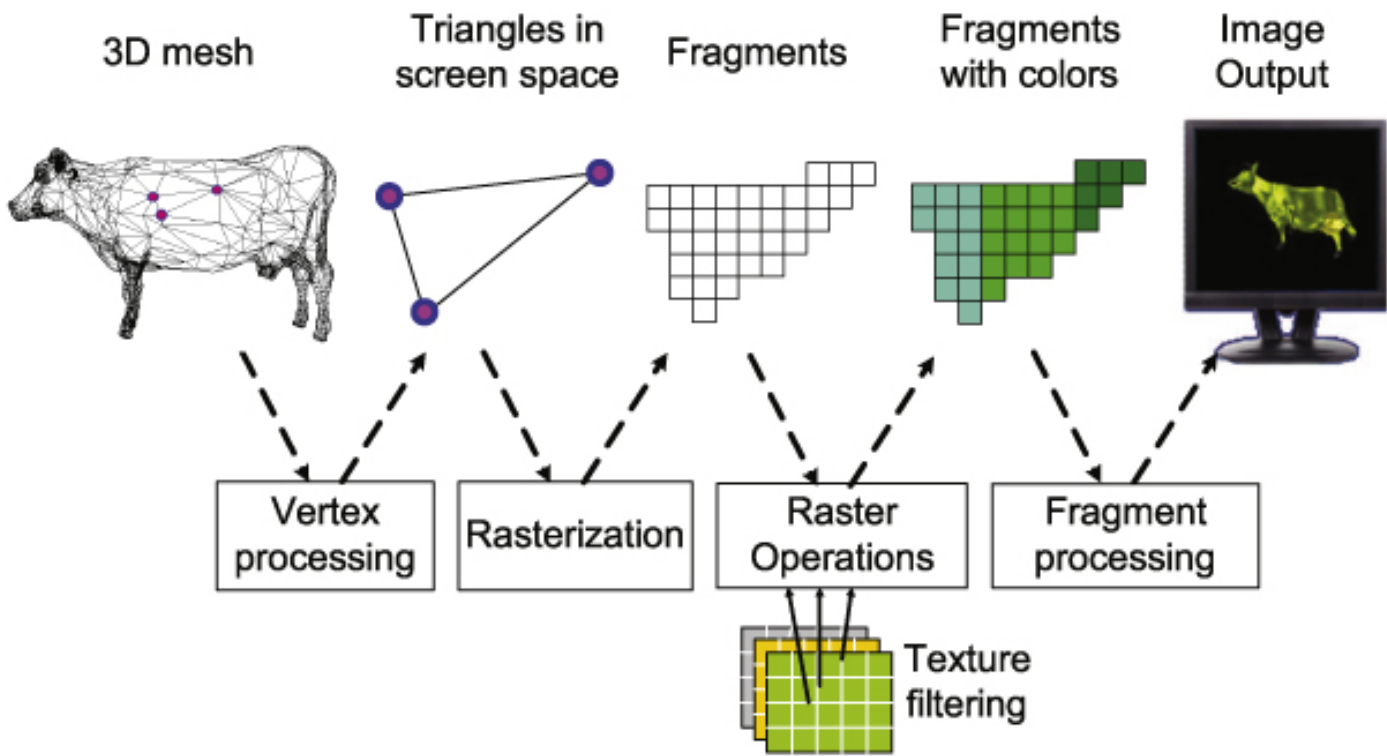 3D mesh
Triangles in
screen space
Fragments
Fragments
with colors
Image
Output
Vertex
processing
Rasterization
Raster
Operations
Fragment
processing
Texture
filtering